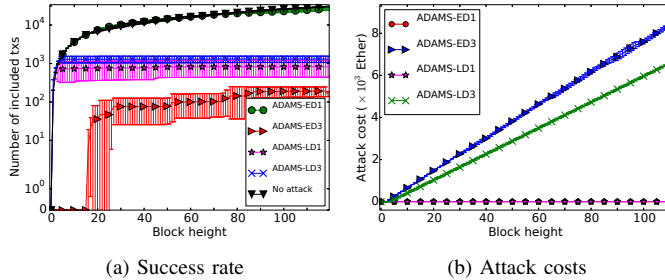 Number of included txs
10^4
10^3
10^2
10^1
10^0
0
0 20 40 60 80 100
Block height
ADAMS-ED1
ADAMS-ED3
ADAMS-LD1
ADAMS-LD3
No attack
(a) Success rate
Attack cost (× 10^3 Ether)
8
6
4
2
0
0 10 30 50 80 100
Block height
ADAMS-ED1
ADAMS-ED3
ADAMS-LD1
ADAMS-LD3
(b) Attack costs